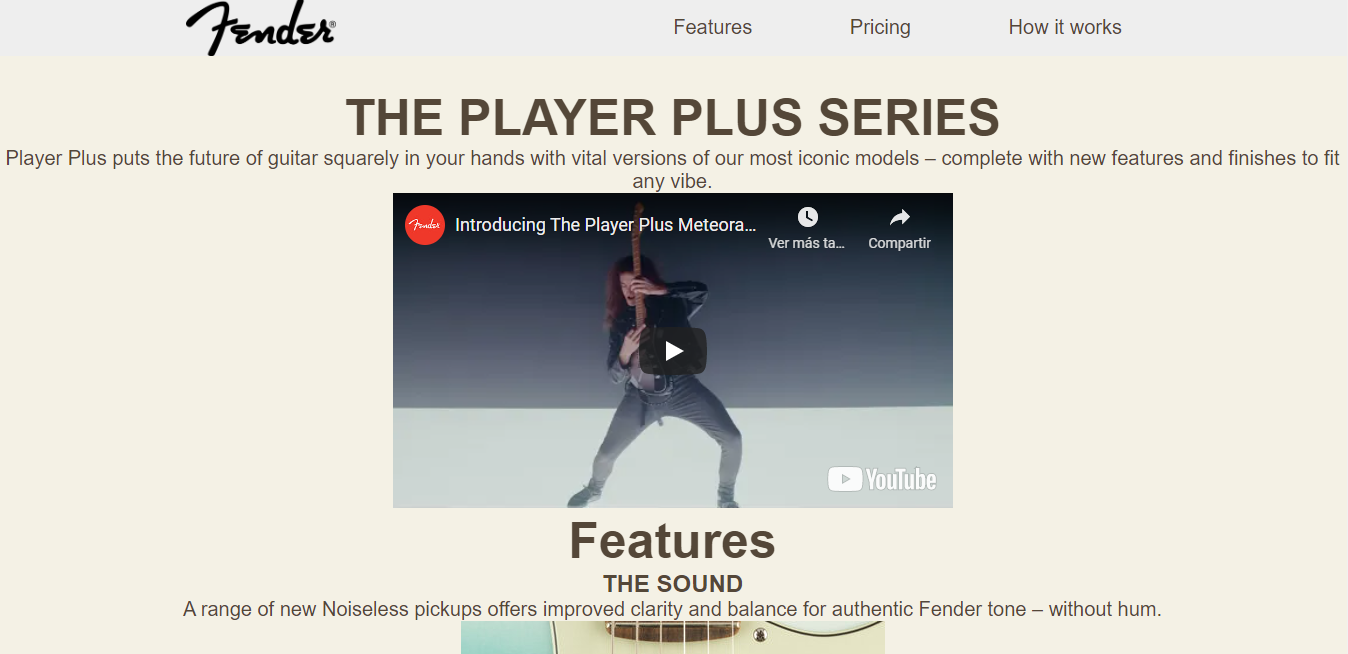 Fender®
Features
Pricing
How it works
THE PLAYER PLUS SERIES
Player Plus puts the future of guitar squarely in your hands with vital versions of our most iconic models – complete with new features and finishes to fit
any vibe.
Fender
Introducing The Player Plus Meteora...
Ver más ta...
Compartir
YouTube
Features
THE SOUND
A range of new Noiseless pickups offers improved clarity and balance for authentic Fender tone – without hum.